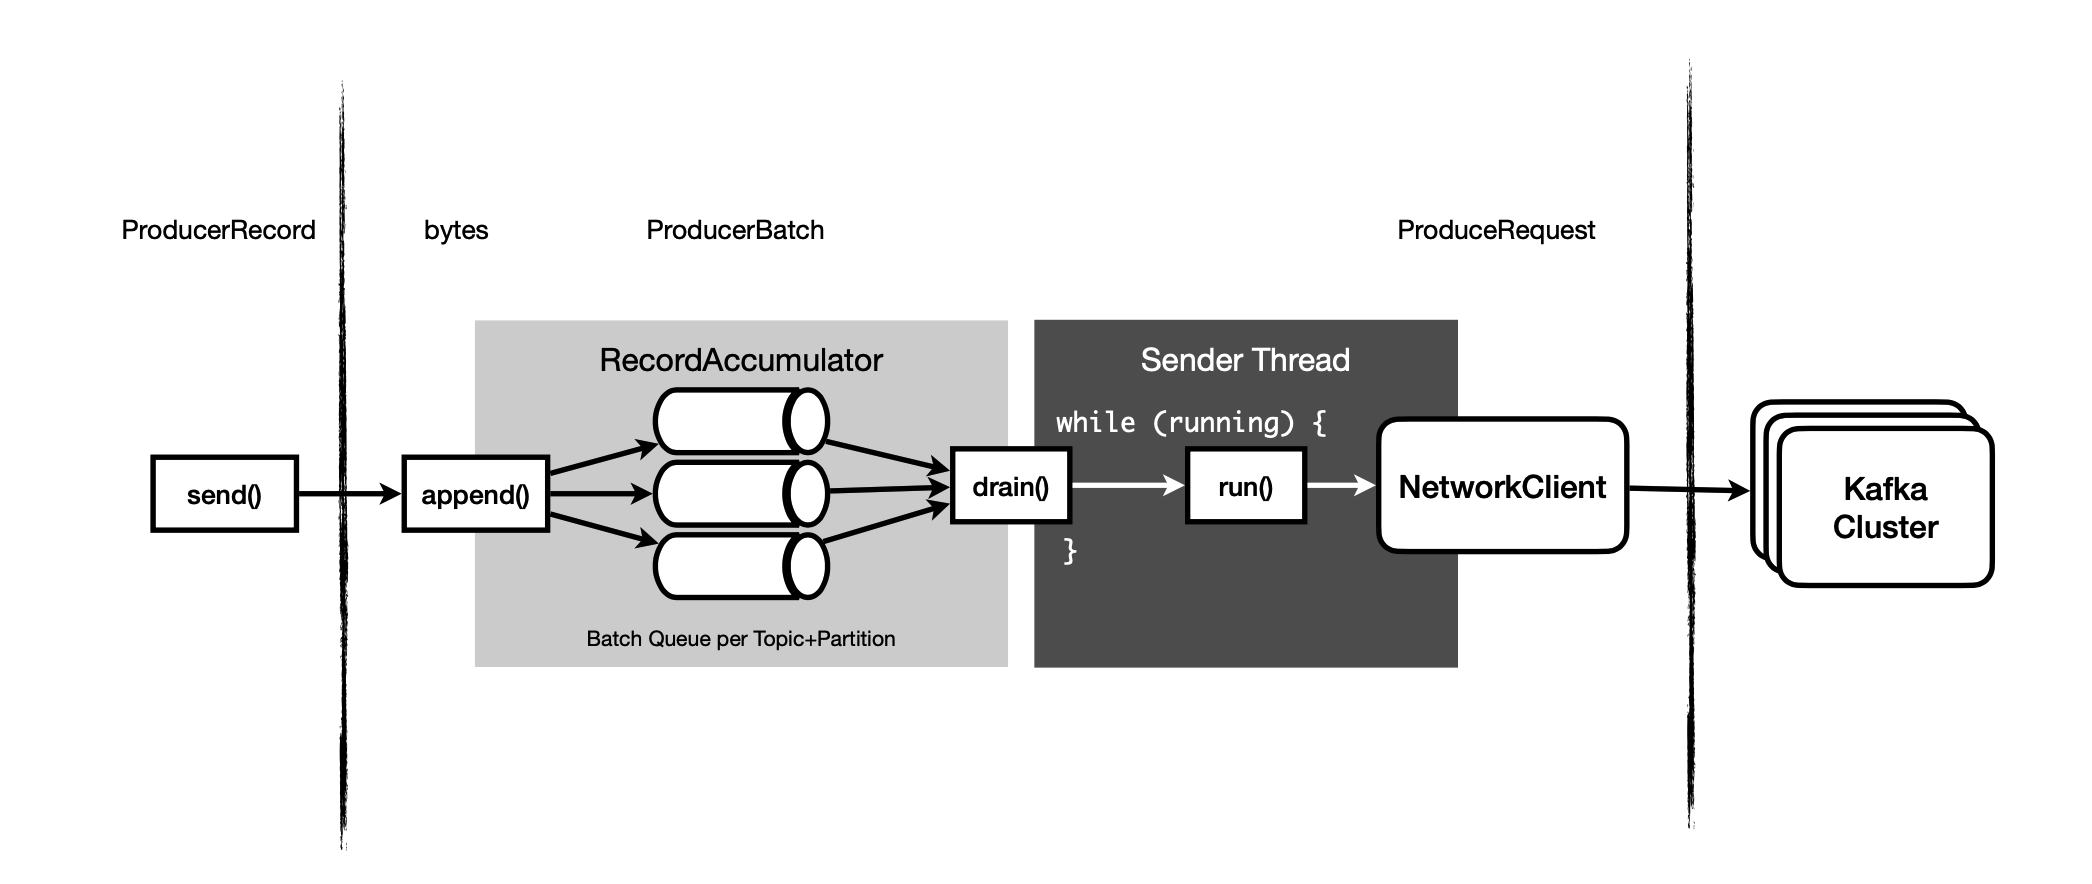 ProducerRecord
bytes
ProducerBatch
ProduceRequest
RecordAccumulator
Sender Thread
while (running) {
send()
append()
drain()
run()
NetworkClient
Kafka
Cluster
}
Batch Queue per Topic+Partition